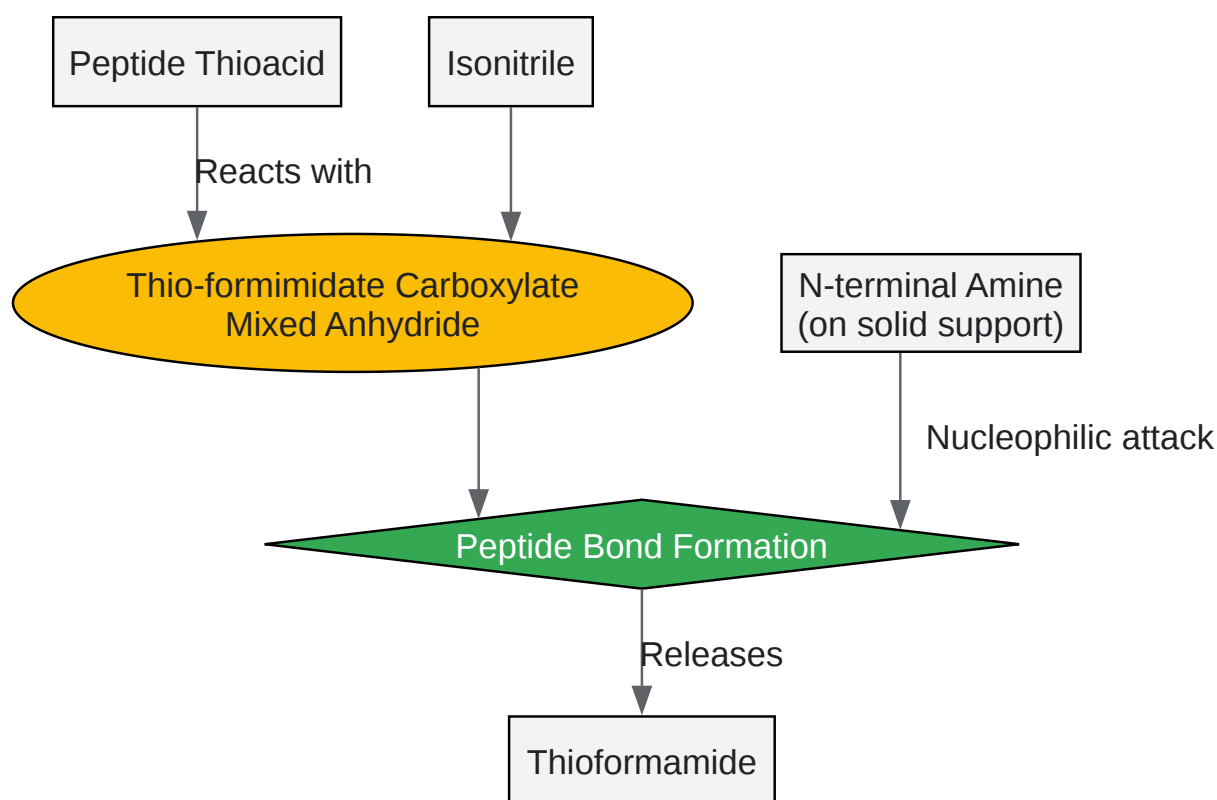 Peptide Thioacid
Isonitrile
Reacts with
Thio-formimidate Carboxylate
Mixed Anhydride
N-terminal Amine
(on solid support)
Nucleophilic attack
Peptide Bond Formation
Releases
Thioformamide